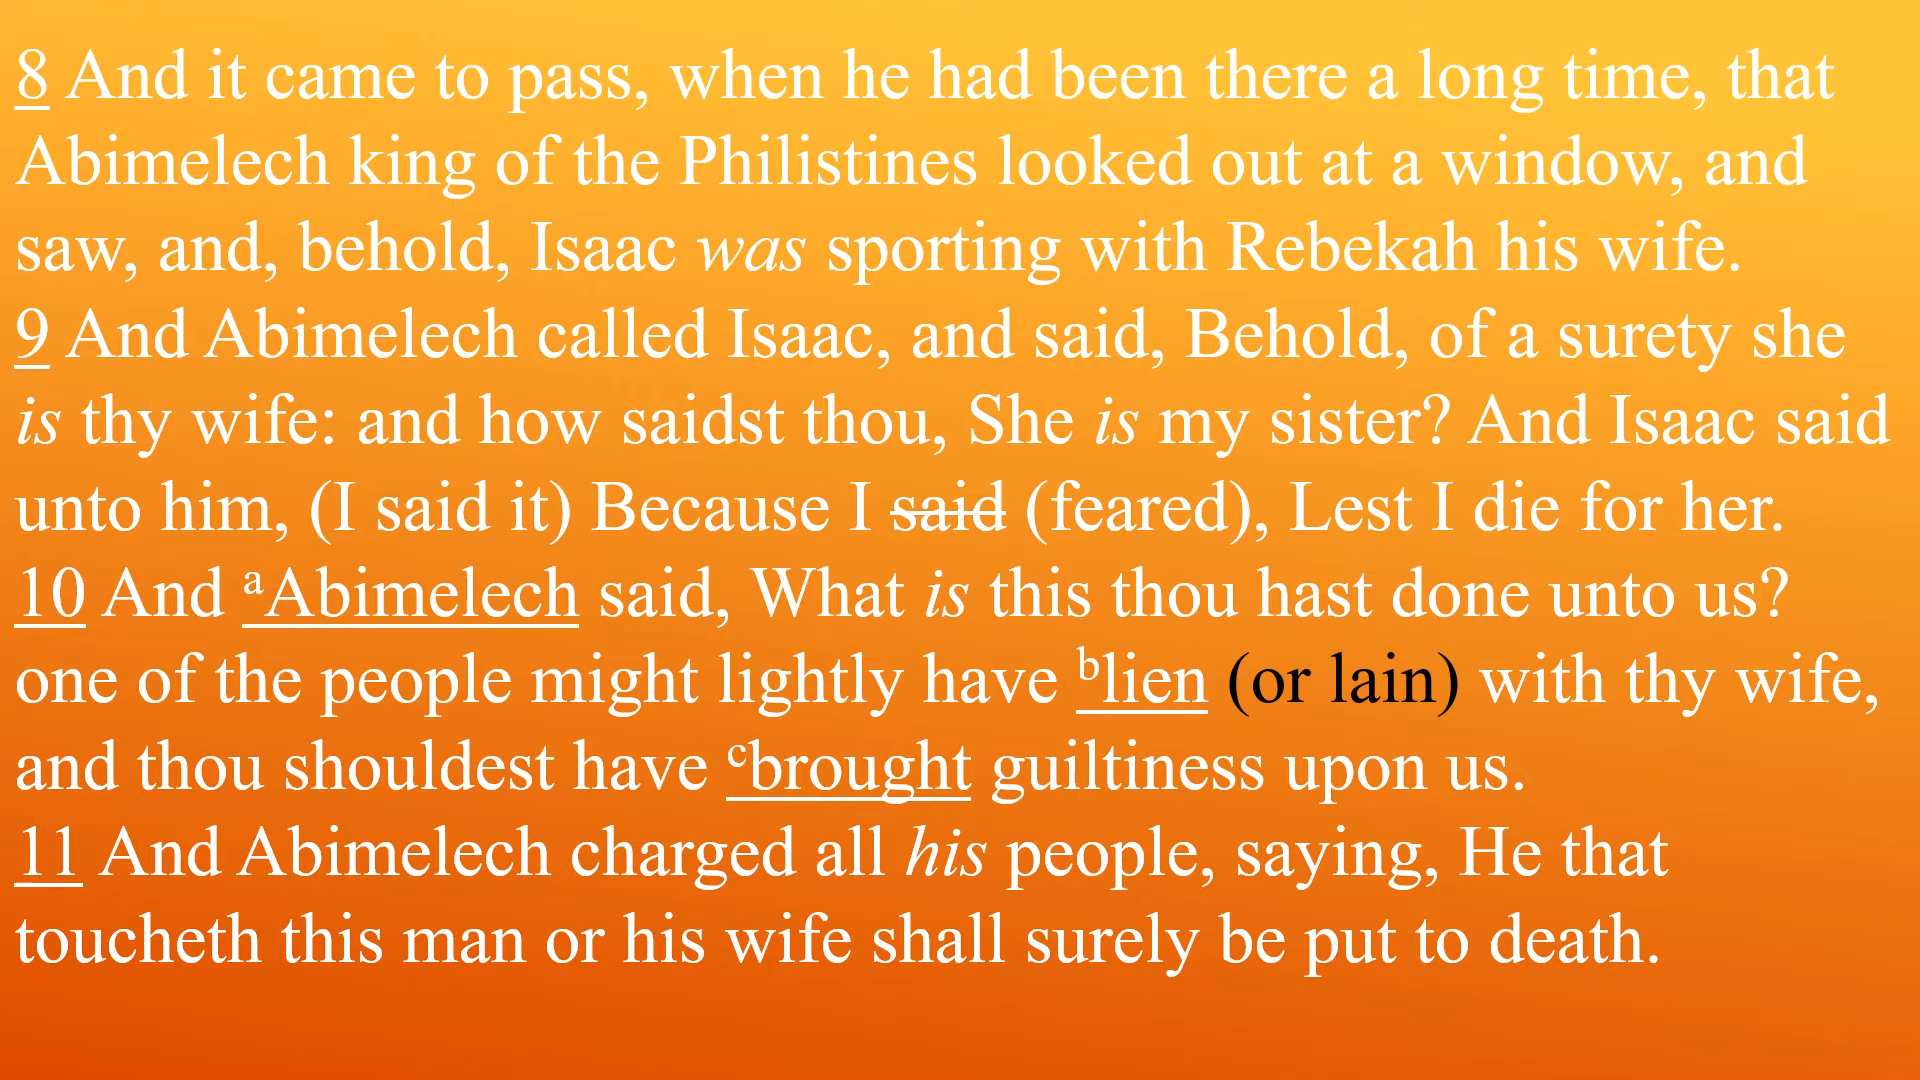 8 And it came to pass, when he had been there a long time, that
Abimelech king of the Philistines looked out at a window, and
saw, and, behold, Isaac was sporting with Rebekah his wife.
9 And Abimelech called Isaac, and said, Behold, of a surety she
is thy wife: and how saidst thou, She is my sister? And Isaac said
unto him, (I said it) Because I said (feared), Lest I die for her.
10 And aAbimelech said, What is this thou hast done unto us?
one of the people might lightly have blien (or lain) with thy wife,
and thou shouldest have cbrought guiltiness upon us.
11 And Abimelech charged all his people, saying, He that
toucheth this man or his wife shall surely be put to death.